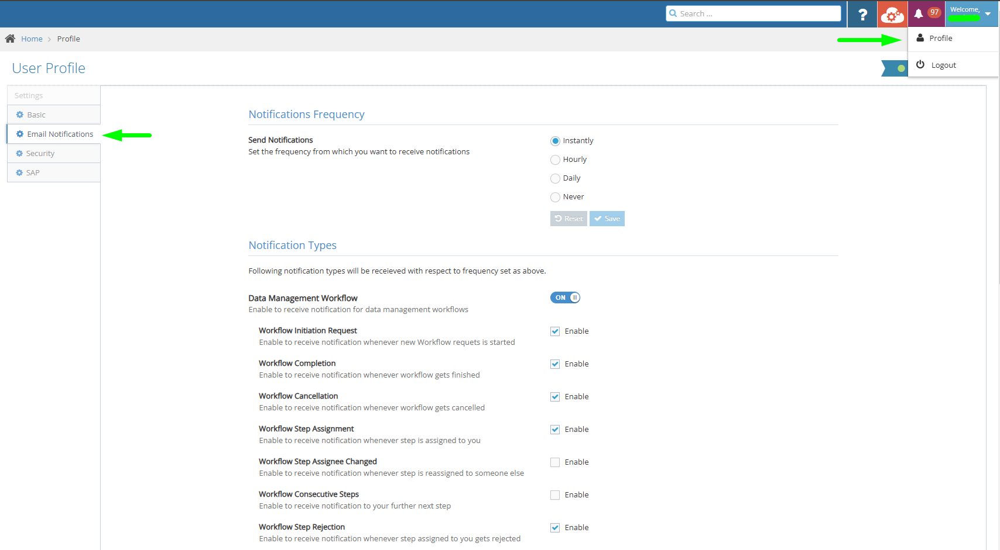 Search ...
?
97
Welcome,
Home > Profile
Profile
Logout
User Profile
Settings
Basic
Email Notifications
Security
SAP
Notifications Frequency
Send Notifications
Set the frequency from which you want to receive notifications
Instantly
Hourly
Daily
Never
Reset
Save
Notification Types
Following notification types will be receieved with respect to frequency set as above.
Data Management Workflow
ON
Enable to receive notification for data management workflows
Workflow Initiation Request
Enable
Enable to receive notification whenever new Workflow requets is started
Workflow Completion
Enable
Enable to receive notification whenever workflow gets finished
Workflow Cancellation
Enable
Enable to receive notification whenever workflow gets cancelled
Workflow Step Assignment
Enable
Enable to receive notification whenever step is assigned to you
Workflow Step Assignee Changed
Enable
Enable to receive notification whenever step is reassigned to someone else
Workflow Consecutive Steps
Enable
Enable to receive notification to your further next step
Workflow Step Rejection
Enable
Enable to receive notification whenever step assigned to you gets rejected